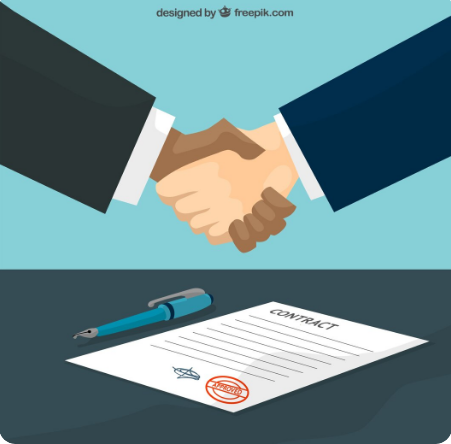 designed by freepik.com
CONTRACT
APPROVED